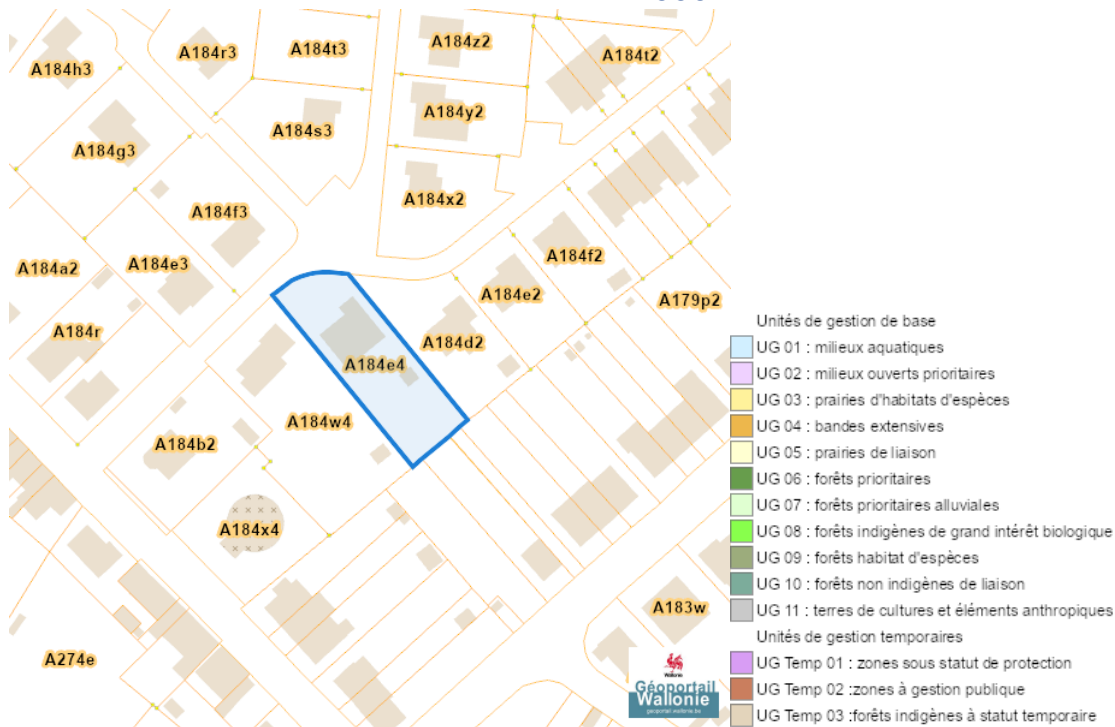 A184h3
A184r3
A184t3
A184z2
A184t2
A184g3
A184s3
A184y2
A184f3
A184x2
A184a2
A184e3
A184f2
A184r
A184e2
A179p2
A184d2
A184e4
A184b2
A184w4
A184x4
A183w
A274e
Wallonie
Géoportail
Wallonie
geoportail.wallonie.be
Unités de gestion de base
UG 01 : milieux aquatiques
UG 02 : milieux ouverts prioritaires
UG 03 : prairies d'habitats d'espèces
UG 04 : bandes extensives
UG 05 : prairies de liaison
UG 06 : forêts prioritaires
UG 07 : forêts prioritaires alluviales
UG 08 : forêts indigènes de grand intérêt biologique
UG 09 : forêts habitat d'espèces
UG 10 : forêts non indigènes de liaison
UG 11 : terres de cultures et éléments anthropiques
Unités de gestion temporaires
UG Temp 01 : zones sous statut de protection
UG Temp 02 :zones à gestion publique
UG Temp 03 :forêts indigènes à statut temporaire